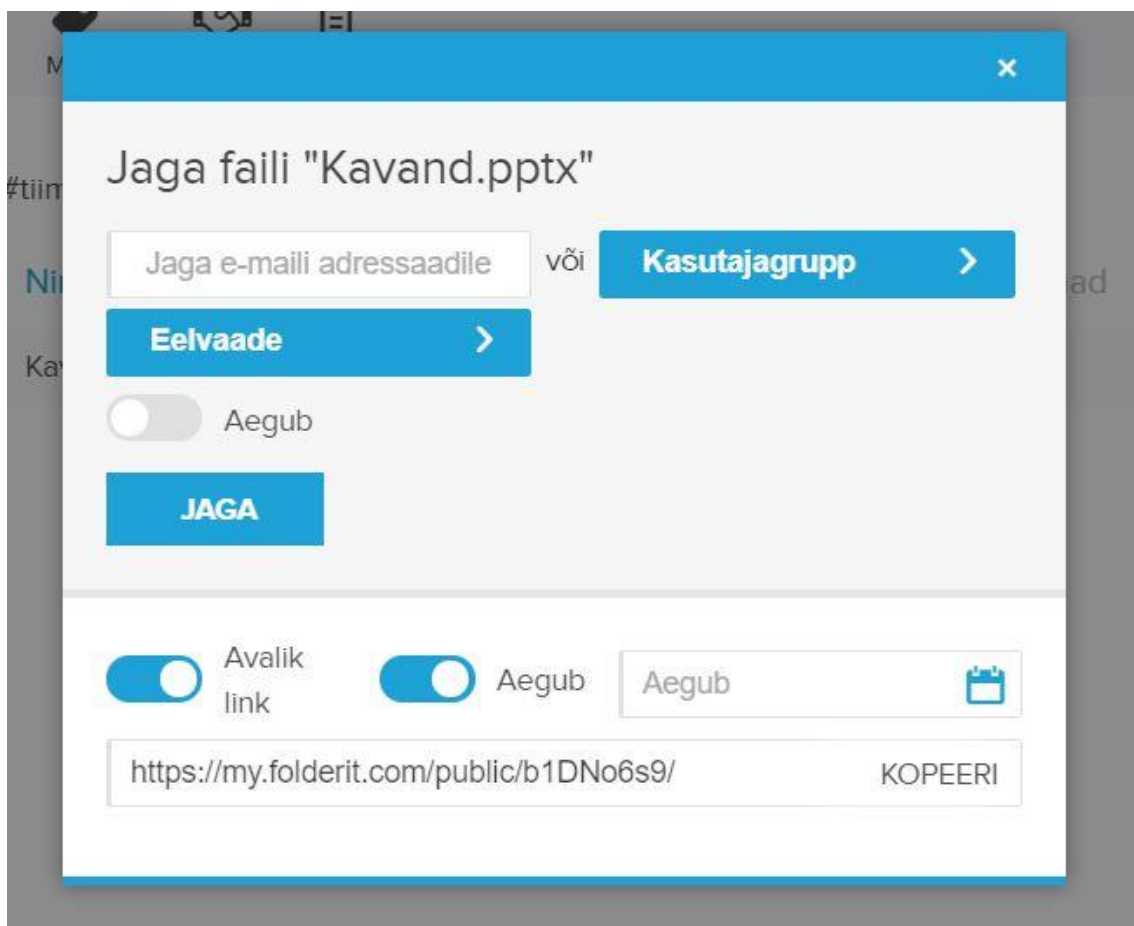 Jaga faili "Kavand.pptx"
#tiim
Jaga e-maili adressaadile või Kasutajagrupp
Eelvaade
Aegub
JAGA
Avalik
link
Aegub Aegub
https://my.folderit.com/public/b1DNo6s9/ KOPEERI